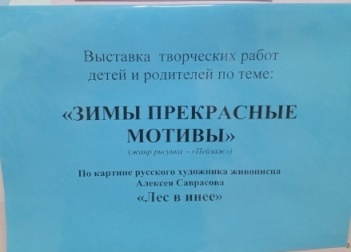 Выставка творческих работ
детей и родителей по теме:
«ЗИМЫ ПРЕКРАСНЫЕ
МОТИВЫ»
(жанр рисунка – «Пейзаж»)
По картине русского художника живописца
Алексея Саврасова
«Лес в инее»